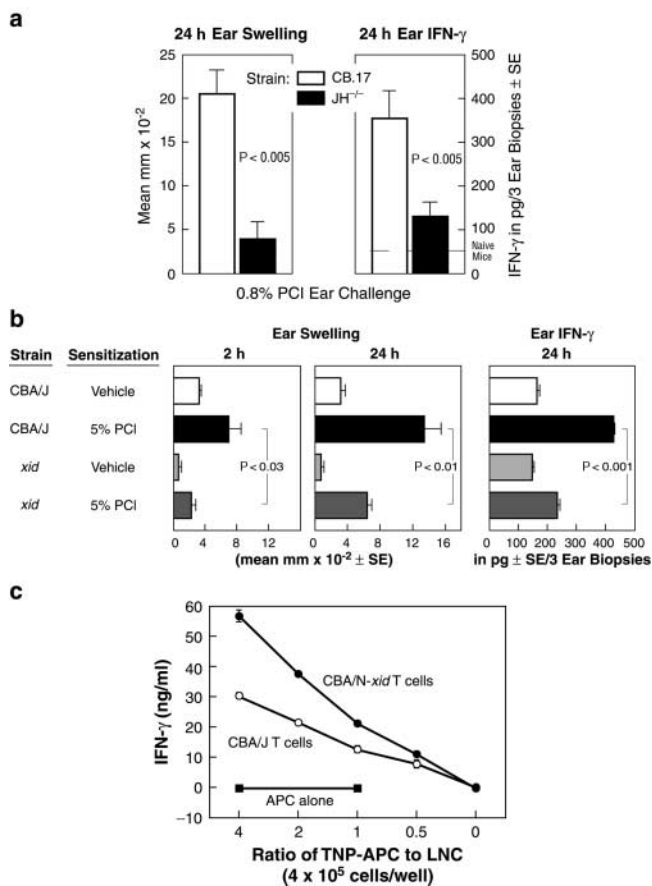 a
24 h Ear Swelling
24 h Ear IFN-γ
Strain:
CB.17
JH⁻/⁻
Mean mm x 10⁻²
25
20
15
10
5
0
P < 0.005
P < 0.005
500
400
300
200
100
0
Naive
Mice
IFN-γ in pg/3 Ear Biopsies ± SE
0.8% PCl Ear Challenge
b
Ear Swelling
Ear IFN-γ
Strain Sensitization 2 h 24 h 24 h
CBA/J Vehicle
CBA/J 5% PCl
P < 0.03 P < 0.01 P < 0.001
xid Vehicle
xid 5% PCl
0 4 8 12 16 0 4 8 12 16 0 100 200 300 400 500
(mean mm x 10⁻² ± SE) in pg ± SE/3 Ear Biopsies
c
IFN-γ (ng/ml)
60
50
40
30
20
10
0
−10
CBA/N-xid T cells
CBA/J T cells
APC alone
4 2 1 0.5 0
Ratio of TNP-APC to LNC
(4 x 10⁵ cells/well)